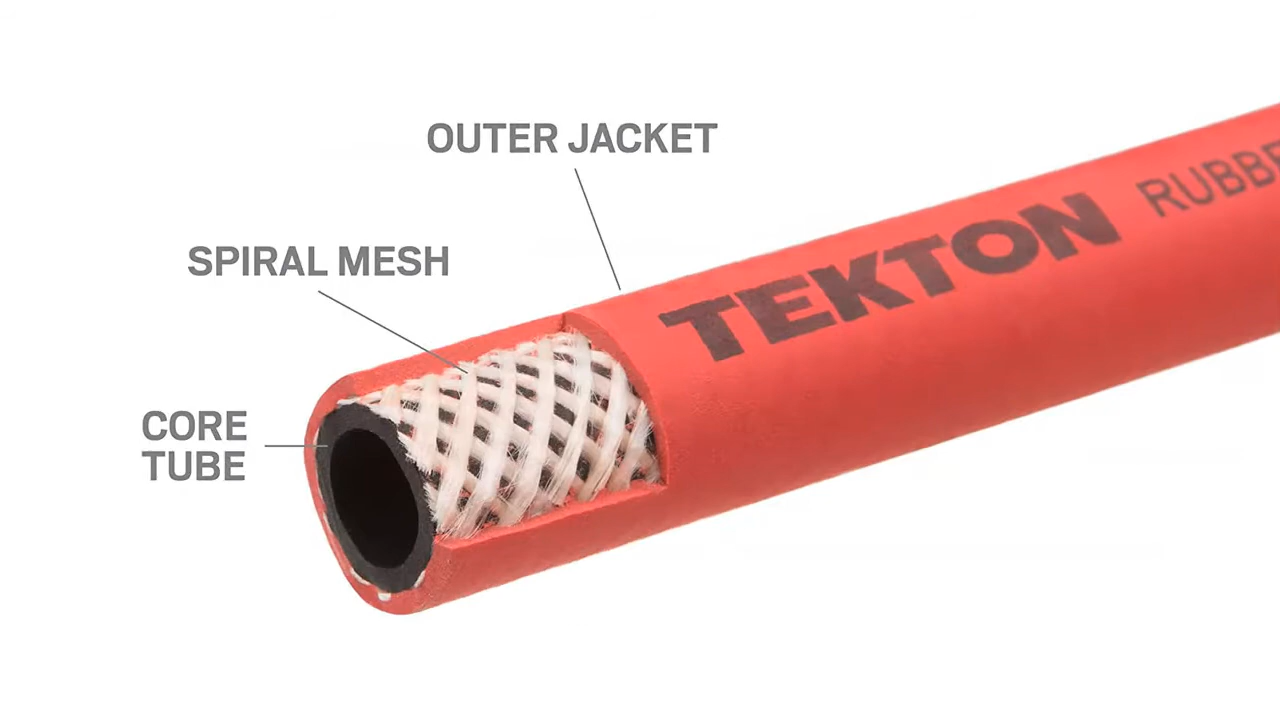 OUTER JACKET
SPIRAL MESH
CORE
TUBE
TEKTON